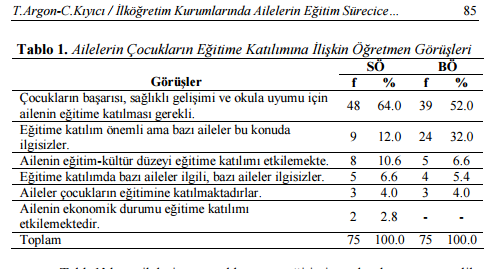 T.Argon-C.Kıyıcı / İlköğretim Kurumlarında Ailelerin Eğitim Sürecice... 85
Tablo 1. Ailelerin Çocukların Eğitime Katılımına İlişkin Öğretmen Görüşleri
SÖ BÖ
Görüşler f % f %
Çocukların başarısı, sağlıklı gelişimi ve okula uyumu için
ailenin eğitime katılması gerekli. 48 64.0 39 52.0
Eğitime katılım önemli ama bazı aileler bu konuda
ilgisizler. 9 12.0 24 32.0
Ailenin eğitim-kültür düzeyi eğitime katılımı etkilemekte. 8 10.6 5 6.6
Eğitime katılımda bazı aileler ilgili, bazı aileler ilgisizler. 5 6.6 4 5.4
Aileler çocukların eğitimine katılmaktadırlar. 3 4.0 3 4.0
Ailenin ekonomik durumu eğitime katılımı
etkilemektedir. 2 2.8 - -
Toplam 75 100.0 75 100.0